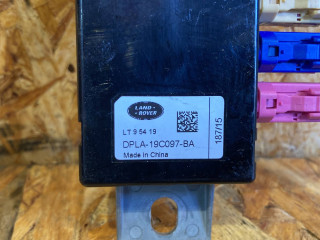 LAND-
ROVER
LT 9 54 19
DPLA-19C097-BA
Made in China
187/15